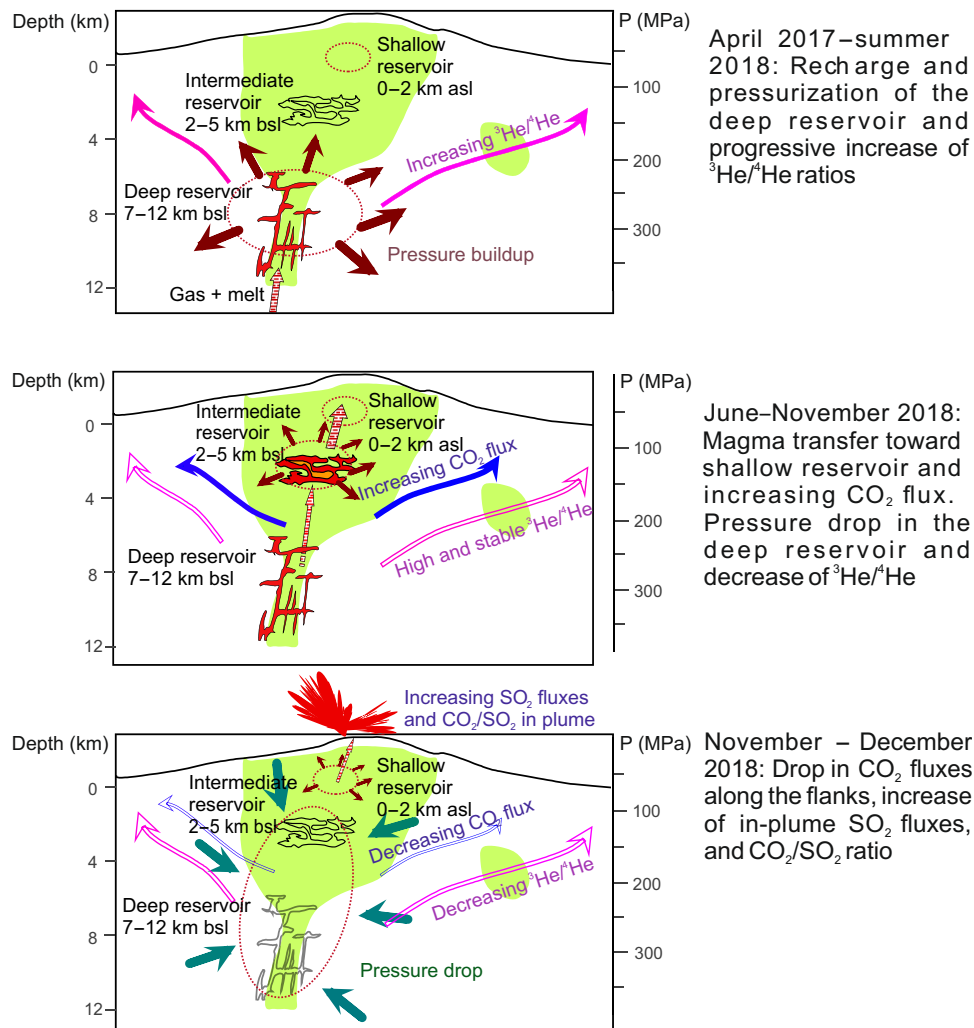 Depth (km)
P (MPa)
0
4
8
12
100
200
300
Shallow
reservoir
0–2 km asl
Intermediate
reservoir
2–5 km bsl
Increasing ³He/⁴He
Deep reservoir
7–12 km bsl
Pressure buildup
Gas + melt
April 2017–summer
2018: Recharge and
pressurization of the
deep reservoir and
progressive increase of
³He/⁴He ratios
Depth (km)
P (MPa)
0
4
8
12
100
200
300
Intermediate
reservoir
2–5 km bsl
Shallow
reservoir
0–2 km asl
Increasing CO₂ flux
High and stable ³He/⁴He
Deep reservoir
7–12 km bsl
June–November 2018:
Magma transfer toward
shallow reservoir and
increasing CO₂ flux.
Pressure drop in the
deep reservoir and
decrease of ³He/⁴He
Increasing SO₂ fluxes
and CO₂/SO₂ in plume
Depth (km)
P (MPa)
0
4
8
12
100
200
300
Intermediate
reservoir
2–5 km bsl
Shallow
reservoir
0–2 km asl
Decreasing CO₂ flux
Decreasing ³He/⁴He
Deep reservoir
7–12 km bsl
Pressure drop
November – December
2018: Drop in CO₂ fluxes
along the flanks, increase
of in-plume SO₂ fluxes,
and CO₂/SO₂ ratio